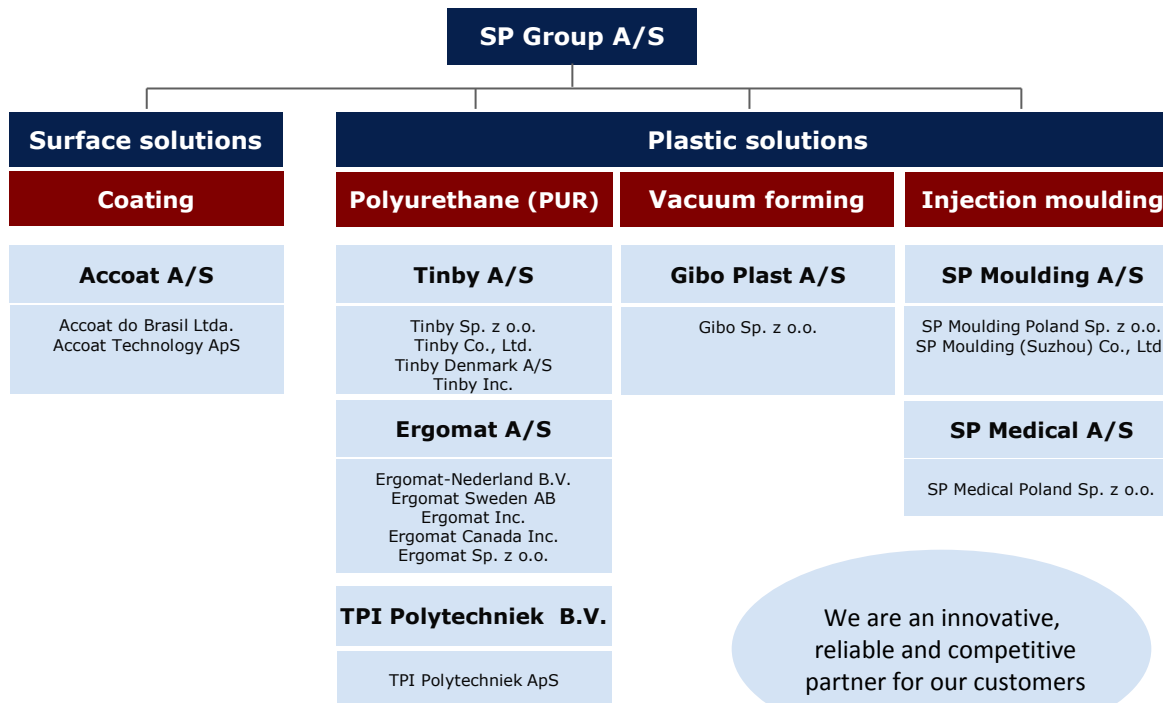 SP Group A/S
Surface solutions
Plastic solutions
Coating
Polyurethane (PUR)
Vacuum forming
Injection moulding
Accoat A/S
Accoat do Brasil Ltda.
Accoat Technology ApS
Tinby A/S
Tinby Sp. z o.o.
Tinby Co., Ltd.
Tinby Denmark A/S
Tinby Inc.
Ergomat A/S
Ergomat-Nederland B.V.
Ergomat Sweden AB
Ergomat Inc.
Ergomat Canada Inc.
Ergomat Sp. z o.o.
TPI Polytechniek B.V.
TPI Polytechniek ApS
Gibo Plast A/S
Gibo Sp. z o.o.
SP Moulding A/S
SP Moulding Poland Sp. z o.o.
SP Moulding (Suzhou) Co., Ltd
SP Medical A/S
SP Medical Poland Sp. z o.o.
We are an innovative,
reliable and competitive
partner for our customers